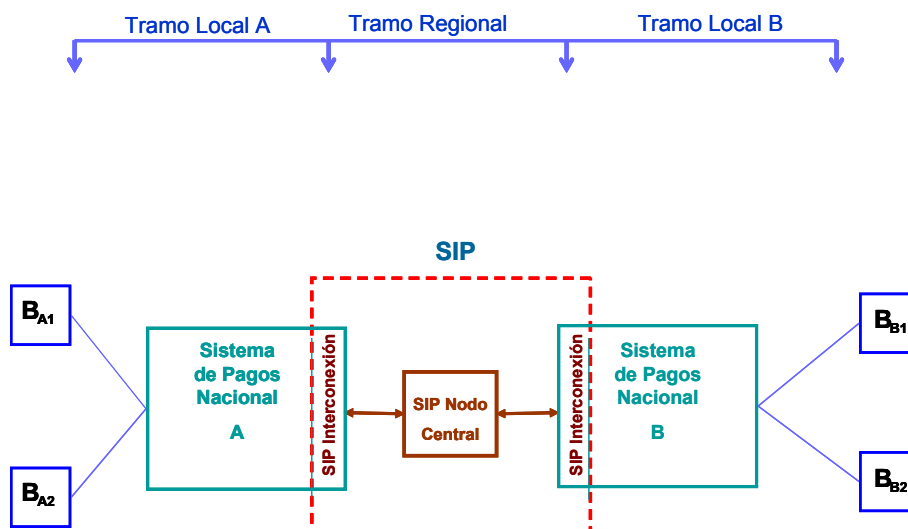 Tramo Local A
Tramo Regional
Tramo Local B
SIP
BA1
BA2
Sistema
de Pagos
Nacional
A
SIP Interconexión
SIP Nodo
Central
SIP Interconexión
Sistema
de Pagos
Nacional
B
BB1
BB2